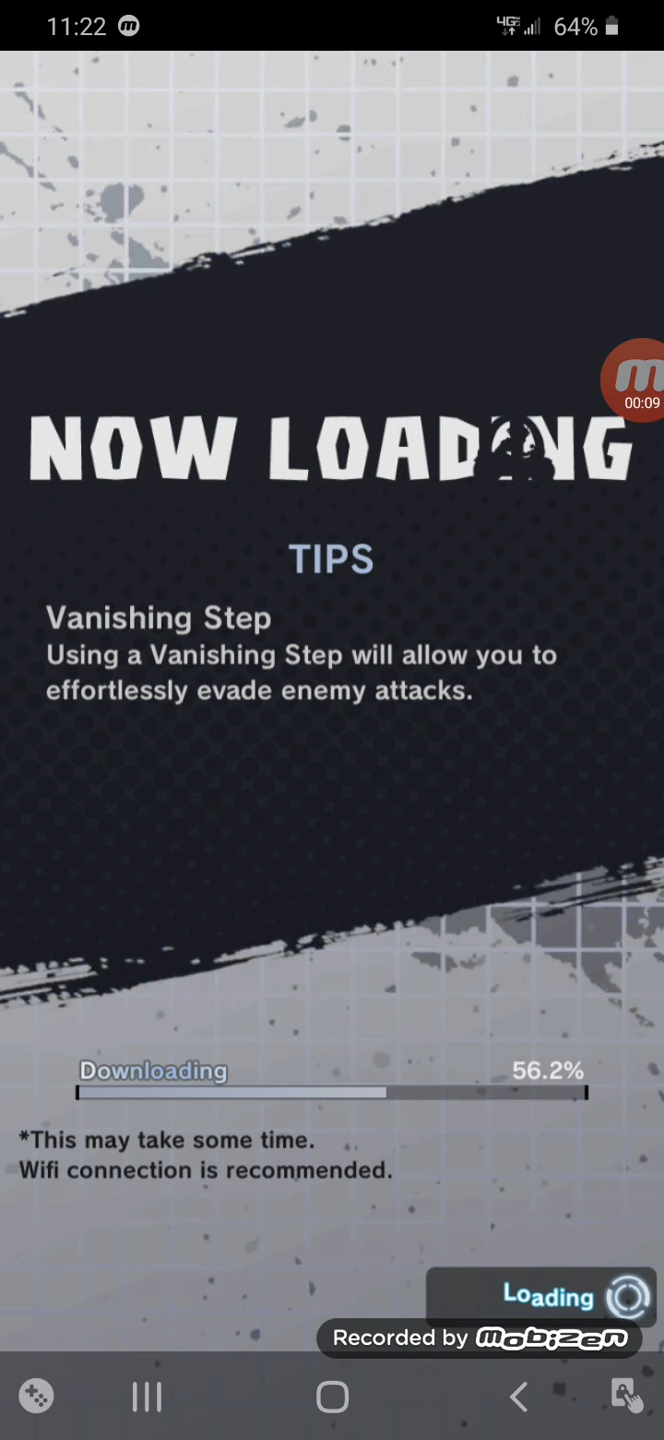 11:22 m 4G 64%
m
00:09
NOW LOADING
TIPS
Vanishing Step
Using a Vanishing Step will allow you to
effortlessly evade enemy attacks.
Downloading 56.2%
*This may take some time.
Wifi connection is recommended.
Loading
Recorded by mobizen